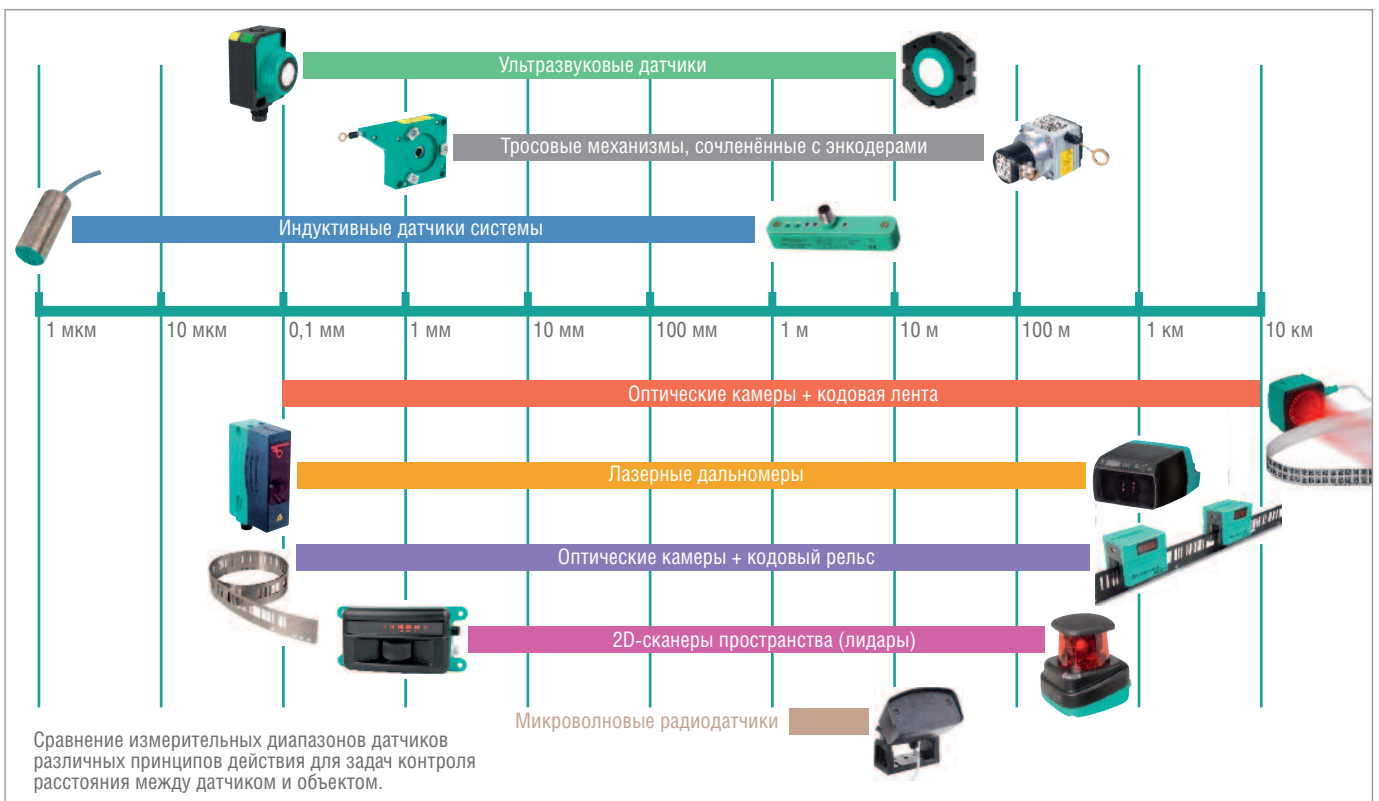 Ультразвуковые датчики
Тросовые механизмы, сочленённые с энкодерами
Индуктивные датчики системы
1 мкм
10 мкм
0,1 мм
1 мм
10 мм
100 мм
1 м
10 м
100 м
1 км
10 км
Оптические камеры + кодовая лента
Лазерные дальномеры
Оптические камеры + кодовый рельс
2D-сканеры пространства (лидары)
Микроволновые радиодатчики
Сравнение измерительных диапазонов датчиков
различных принципов действия для задач контроля
расстояния между датчиком и объектом.